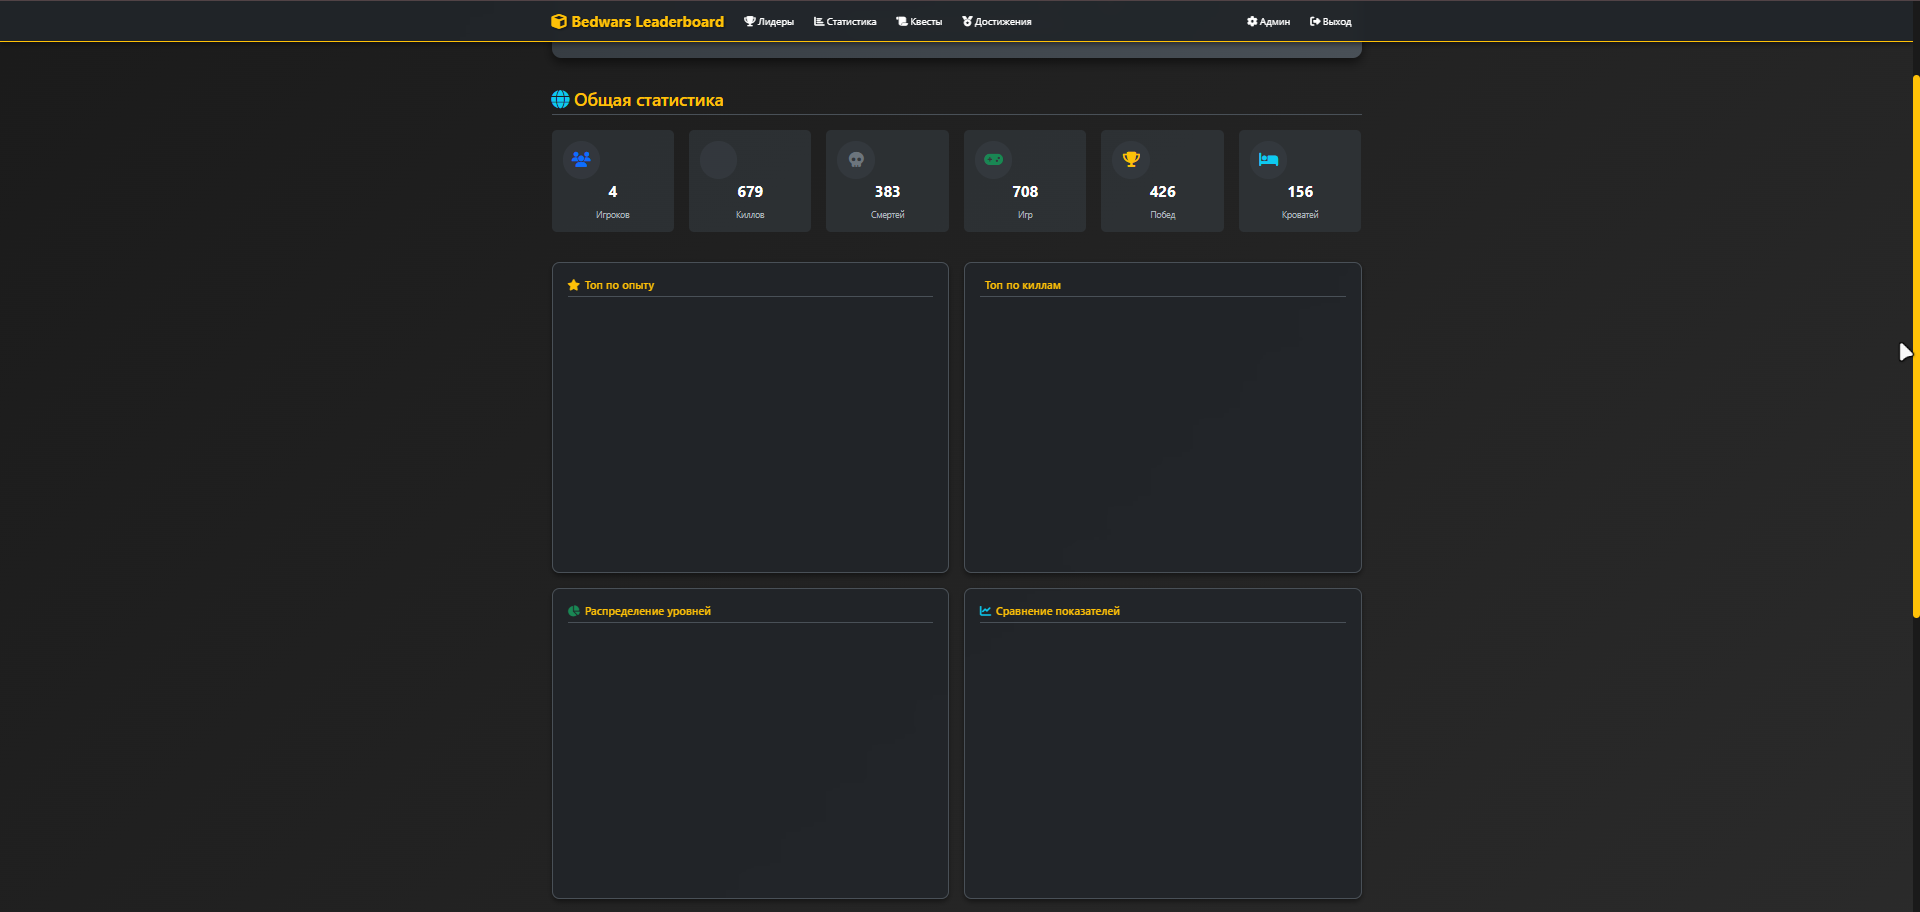 Bedwars Leaderboard Лидеры Статистика Квесты Достижения Админ Выход
Общая статистика
4 679 383 708 426 156
Игроков Киллов Смертей Игр Побед Кроватей
Топ по опыту Топ по киллам
Распределение уровней Сравнение показателей